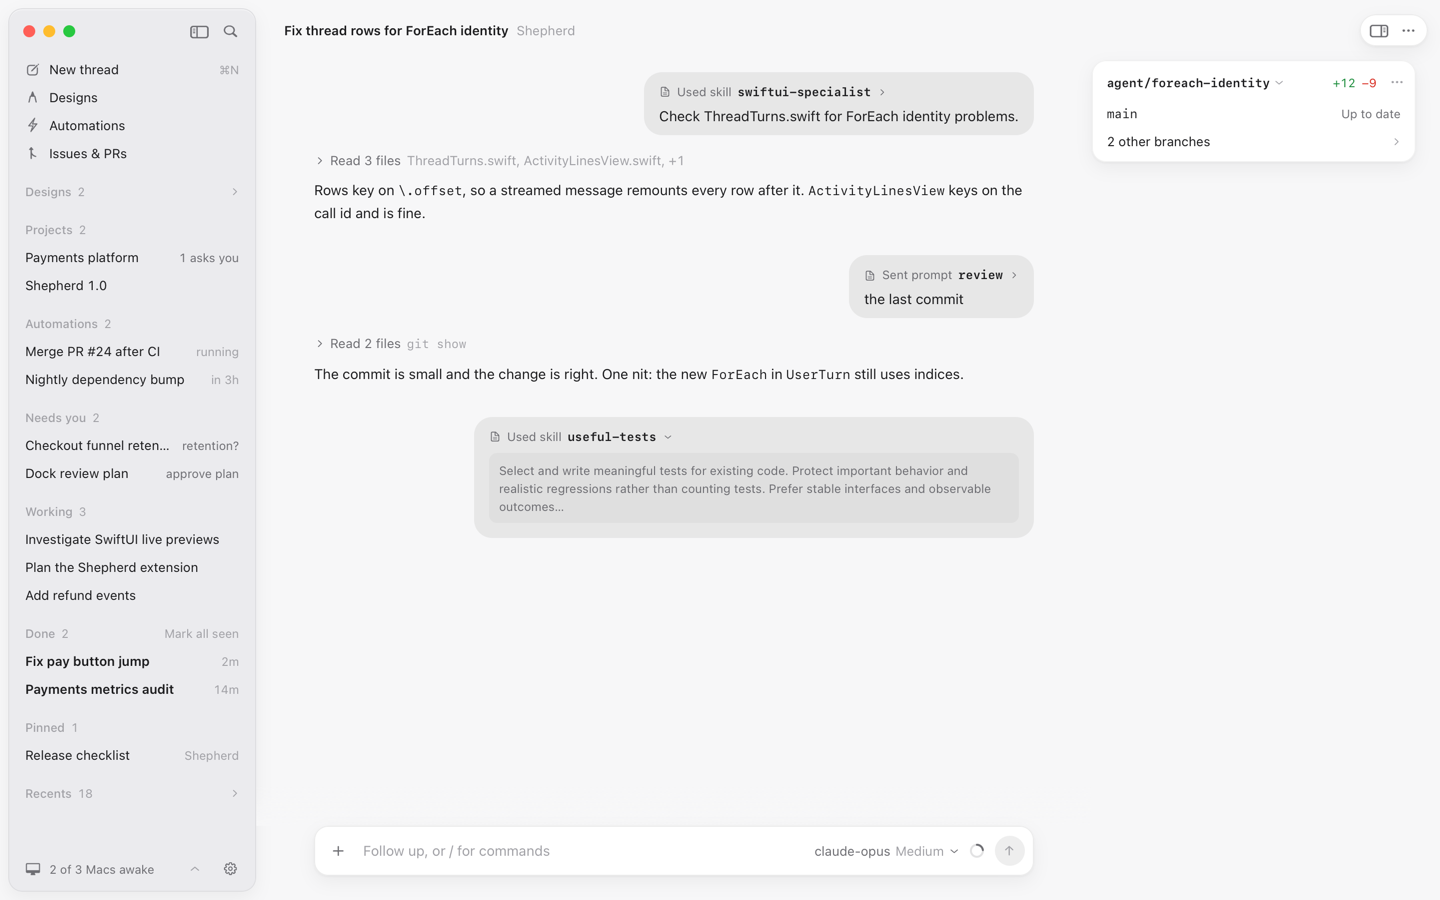 Fix thread rows for ForEach identity Shepherd
New thread ⌘N
Designs
Automations
Issues & PRs
Designs 2
Projects 2
Payments platform 1 asks you
Shepherd 1.0
Automations 2
Merge PR #24 after CI running
Nightly dependency bump in 3h
Needs you 2
Checkout funnel reten... retention?
Dock review plan approve plan
Working 3
Investigate SwiftUI live previews
Plan the Shepherd extension
Add refund events
Done 2 Mark all seen
Fix pay button jump 2m
Payments metrics audit 14m
Pinned 1
Release checklist Shepherd
Recents 18
2 of 3 Macs awake
Used skill swiftui-specialist
Check ThreadTurns.swift for ForEach identity problems.
Read 3 files ThreadTurns.swift, ActivityLinesView.swift, +1
Rows key on \.offset, so a streamed message remounts every row after it. ActivityLinesView keys on the
call id and is fine.
Sent prompt review
the last commit
Read 2 files git show
The commit is small and the change is right. One nit: the new ForEach in UserTurn still uses indices.
Used skill useful-tests
Select and write meaningful tests for existing code. Protect important behavior and
realistic regressions rather than counting tests. Prefer stable interfaces and observable
outcomes...
Follow up, or / for commands claude-opus Medium
agent/foreach-identity +12 −9
main Up to date
2 other branches